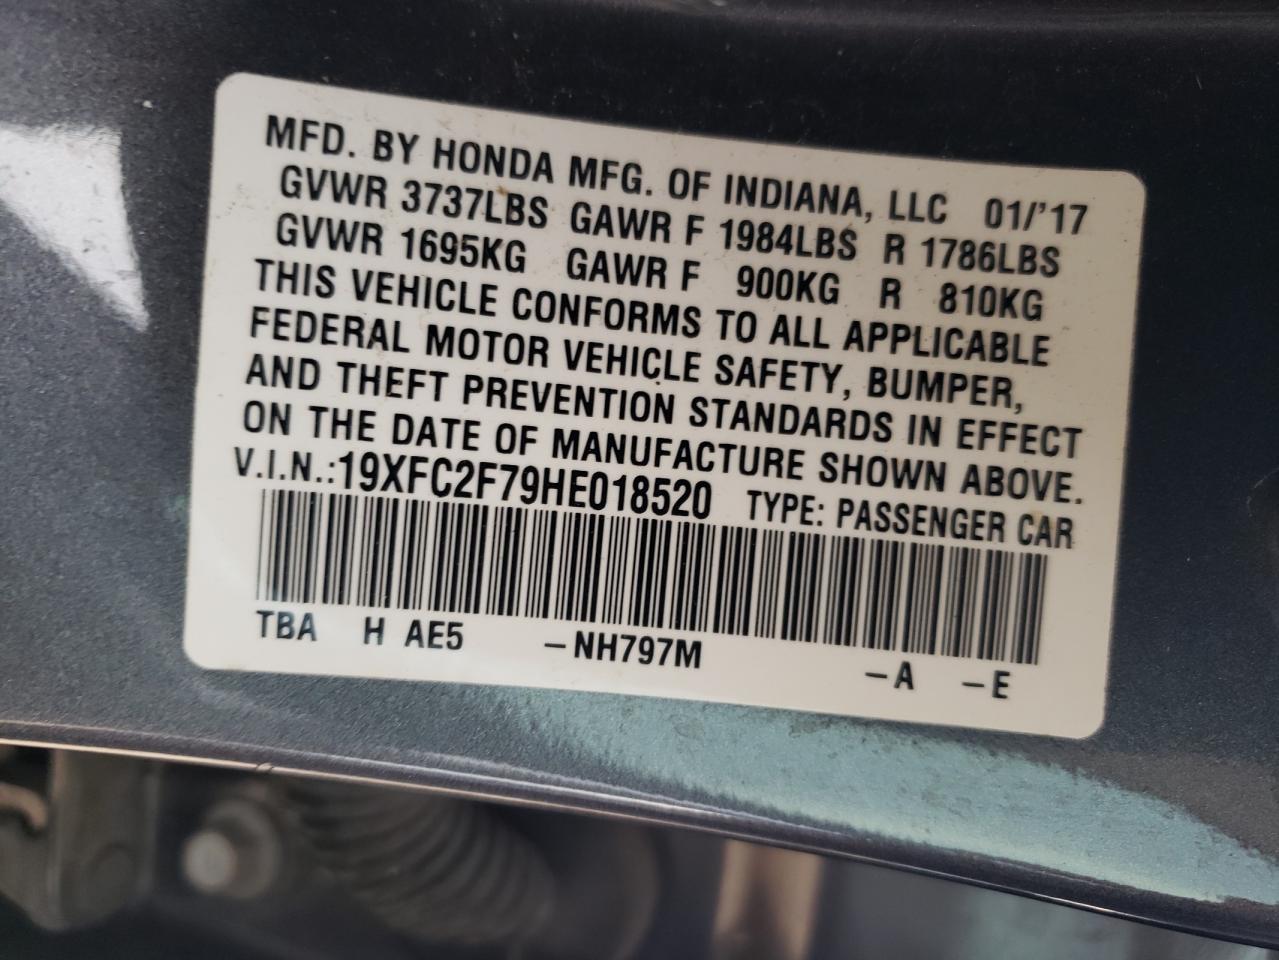 MFD. BY HONDA MFG. OF INDIANA, LLC 01/'17
GVWR 3737LBS GAWR F 1984LBS R 1786LBS
GVWR 1695KG GAWR F 900KG R 810KG
THIS VEHICLE CONFORMS TO ALL APPLICABLE
FEDERAL MOTOR VEHICLE SAFETY, BUMPER,
AND THEFT PREVENTION STANDARDS IN EFFECT
ON THE DATE OF MANUFACTURE SHOWN ABOVE.
V.I.N.:19XFC2F79HE018520 TYPE: PASSENGER CAR
TBA H AE5 –NH797M –A –E